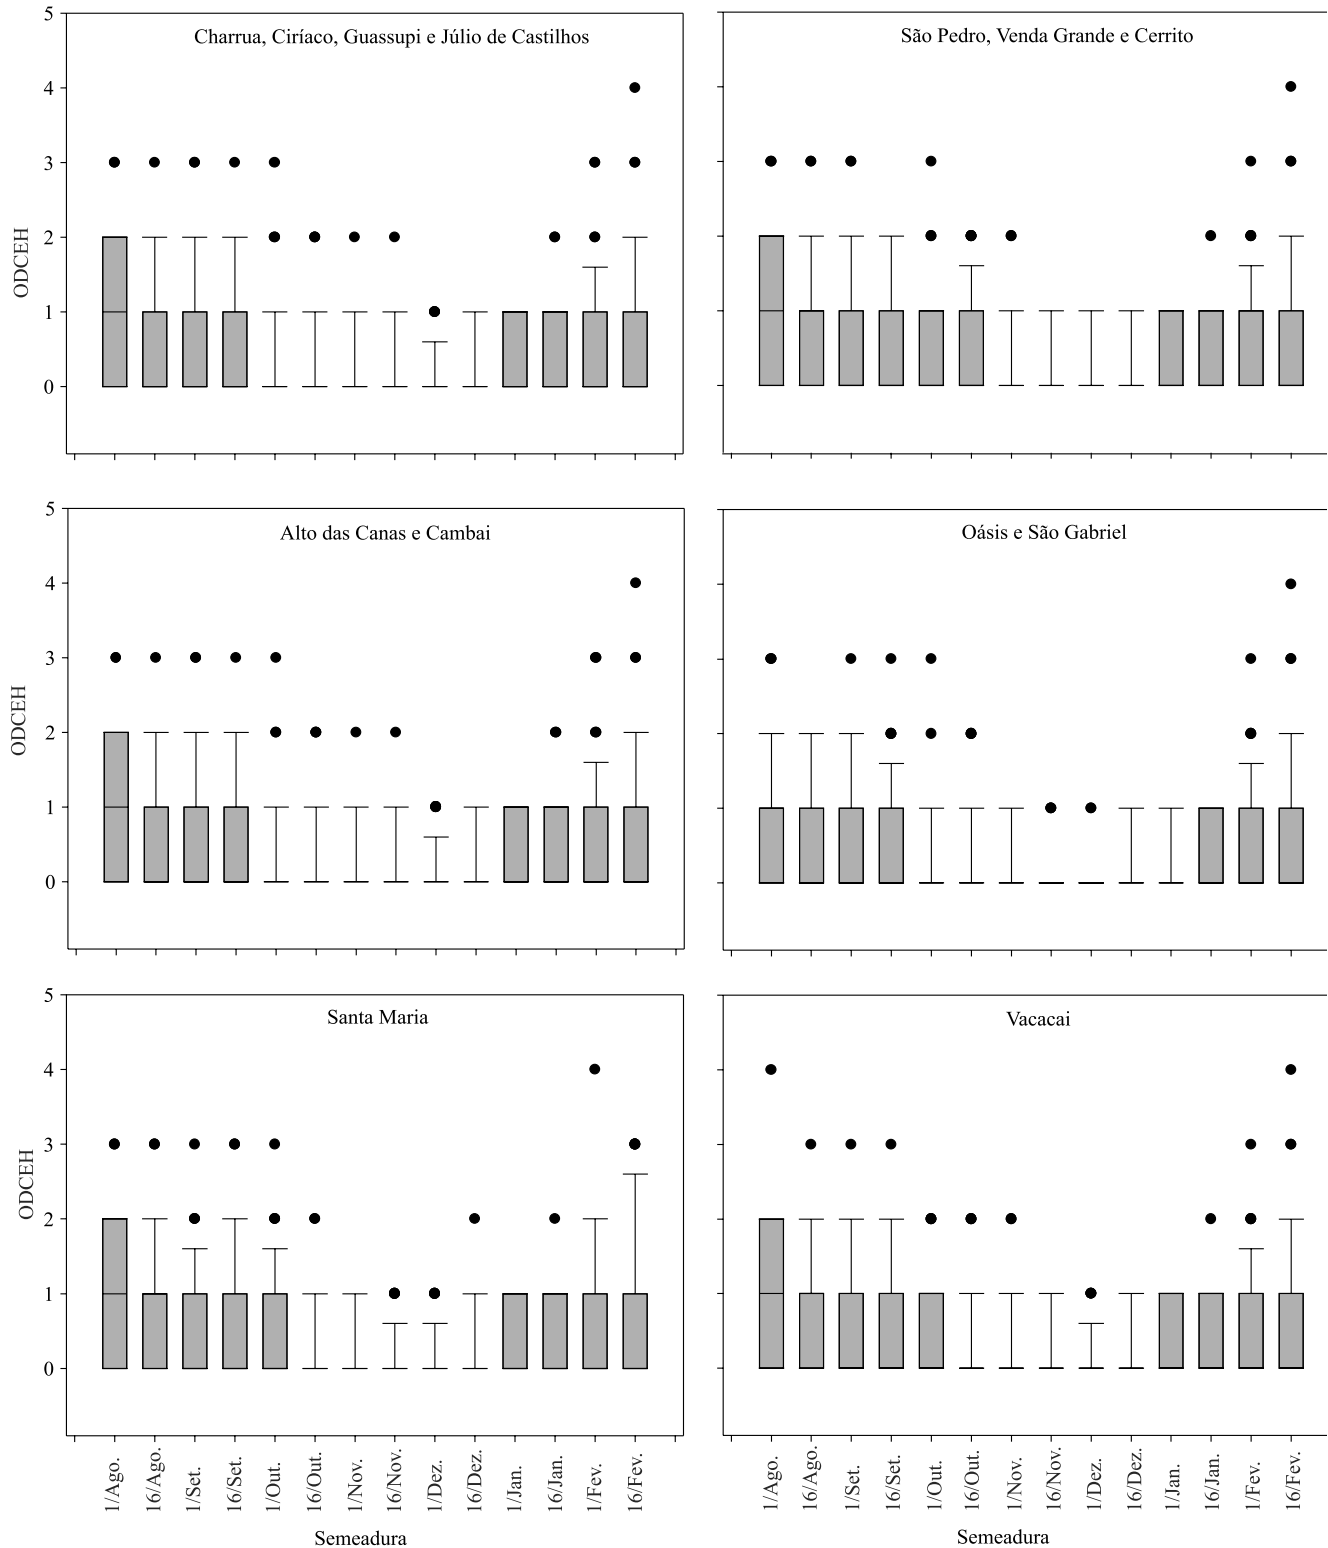 Charrua, Ciríaco, Guassupi e Júlio de Castilhos
5
4
3
2
1
0
ODCEH
São Pedro, Venda Grande e Cerrito
Alto das Canas e Cambai
5
4
3
2
1
0
ODCEH
Oásis e São Gabriel
Santa Maria
5
4
3
2
1
0
ODCEH
Vacacai
1/Ago.
16/Ago.
1/Set.
16/Set.
1/Out.
16/Out.
1/Nov.
16/Nov.
1/Dez.
16/Dez.
1/Jan.
16/Jan.
1/Fev.
16/Fev.
Semeadura
1/Ago.
16/Ago.
1/Set.
16/Set.
1/Out.
16/Out.
1/Nov.
16/Nov.
1/Dez.
16/Dez.
1/Jan.
16/Jan
1/Fev.
16/Fev.
Semeadura